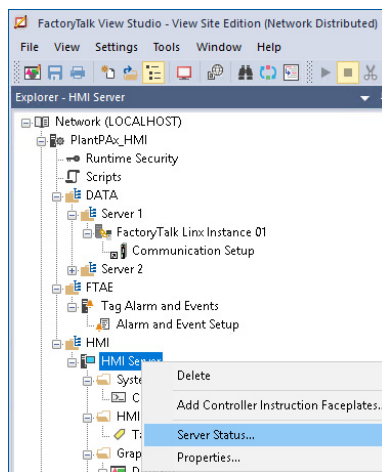 FactoryTalk View Studio - View Site Edition (Network Distributed)
File View Settings Tools Window Help
Explorer - HMI Server
Network (LOCALHOST)
PlantPAx_HMI
Runtime Security
Scripts
DATA
Server 1
FactoryTalk Linx Instance 01
Communication Setup
Server 2
FTAE
Tag Alarm and Events
Alarm and Event Setup
HMI
HMI Server
Delete
Add Controller Instruction Faceplates...
HMI
Server Status...
Properties...